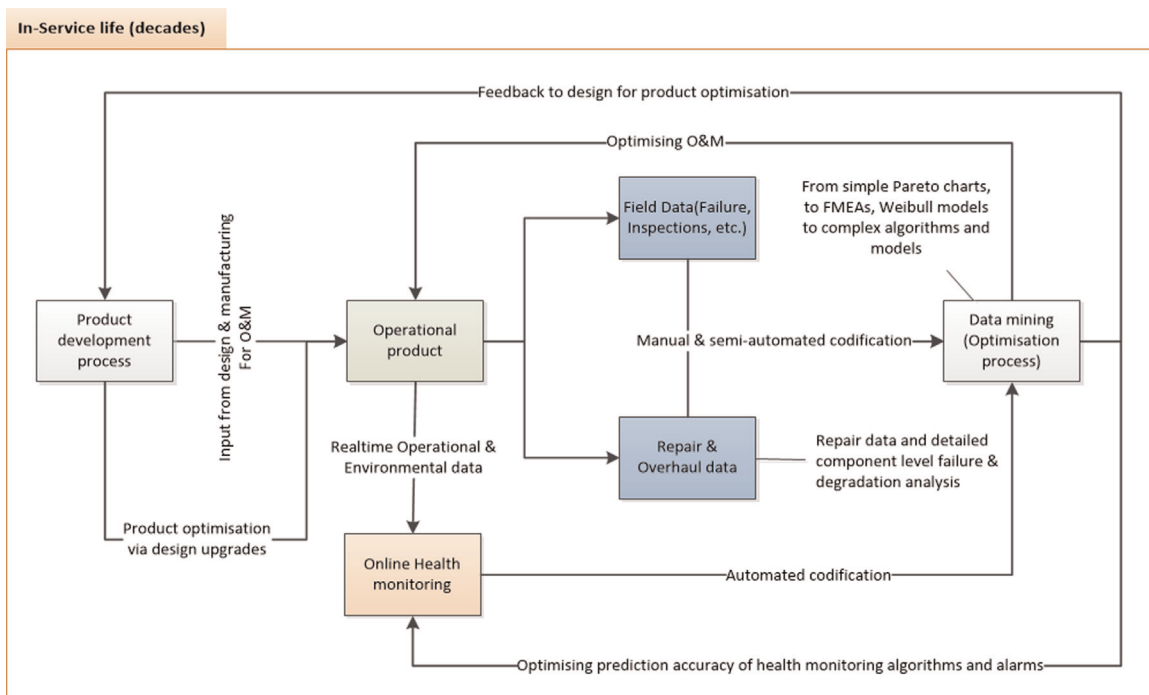 In-Service life (decades)
Feedback to design for product optimisation
Optimising O&M
From simple Pareto charts,
to FMEAs, Weibull models
to complex algorithms and
models
Field Data(Failure,
Inspections, etc.)
Input from design & manufacturing
For O&M
Product
development
process
Operational
product
Manual & semi-automated codification
Data mining
(Optimisation
process)
Realtime Operational &
Environmental data
Repair &
Overhaul data
Repair data and detailed
component level failure &
degradation analysis
Product optimisation
via design upgrades
Online Health
monitoring
Automated codification
Optimising prediction accuracy of health monitoring algorithms and alarms